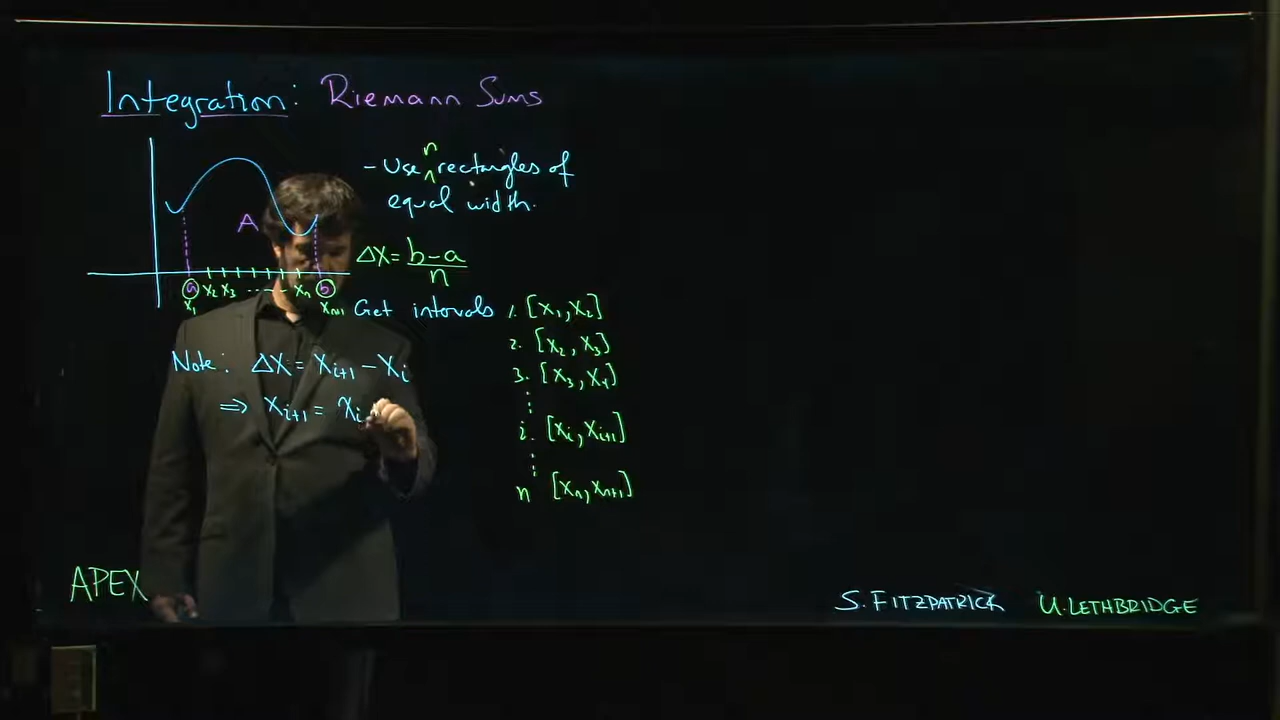 Integration: Riemann Sums
- Use n rectangles of
equal width.
A
Δx = (b-a)/n
a x₂ x₃ ...... xₙ b
x₁ xₙ₊₁
Get intervals 1. [x₁, x₂]
2. [x₂, x₃]
3. [x₃, x₄]
⋮
i. [xᵢ, xᵢ₊₁]
⋮
n [xₙ, xₙ₊₁]
Note: Δx = xᵢ₊₁ - xᵢ
⇒ xᵢ₊₁ = xᵢ
APEX
S. FITZPATRICK U. LETHBRIDGE